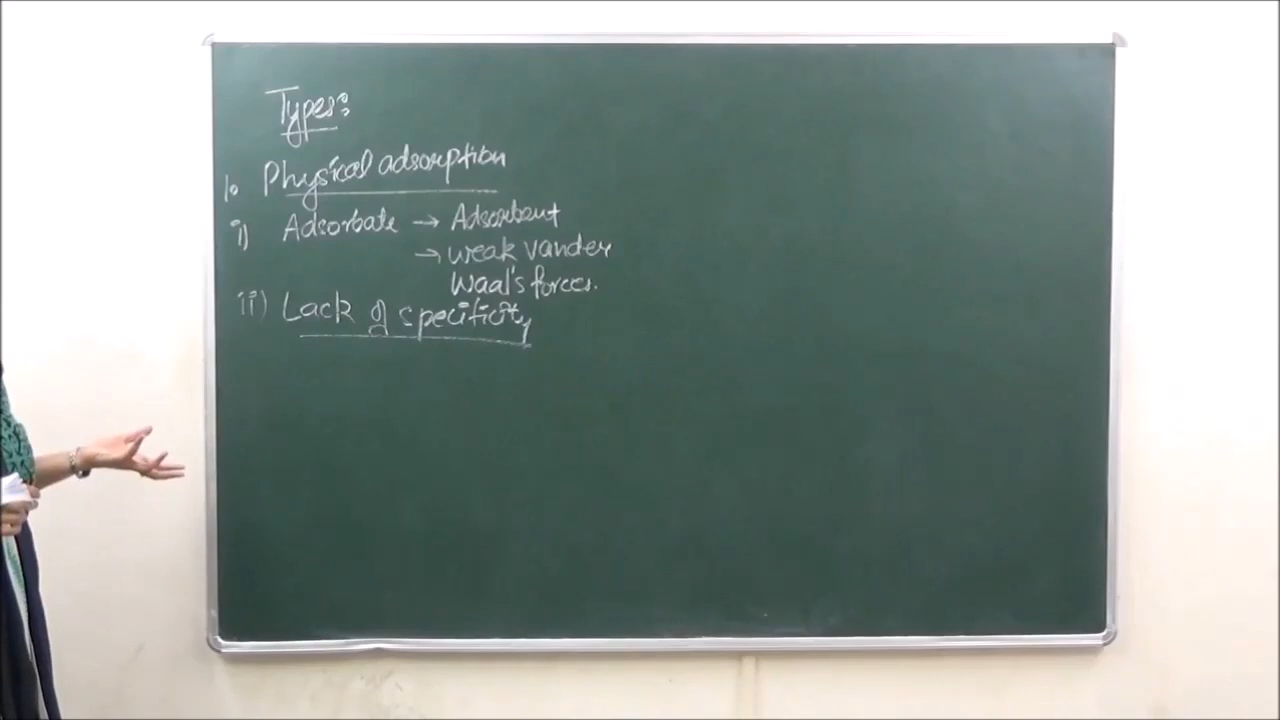 Types:
1. Physical adsorption
i) Adsorbate → Adsorbent
→ weak vander
Waal's forces.
ii) Lack of specificity